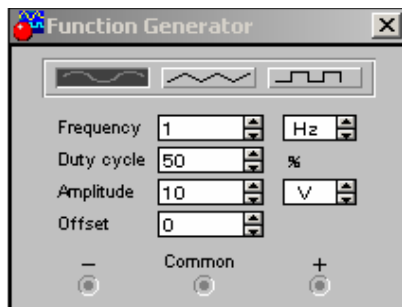 Function Generator
Frequency 1 Hz
Duty cycle 50 %
Amplitude 10 V
Offset 0
− Common +